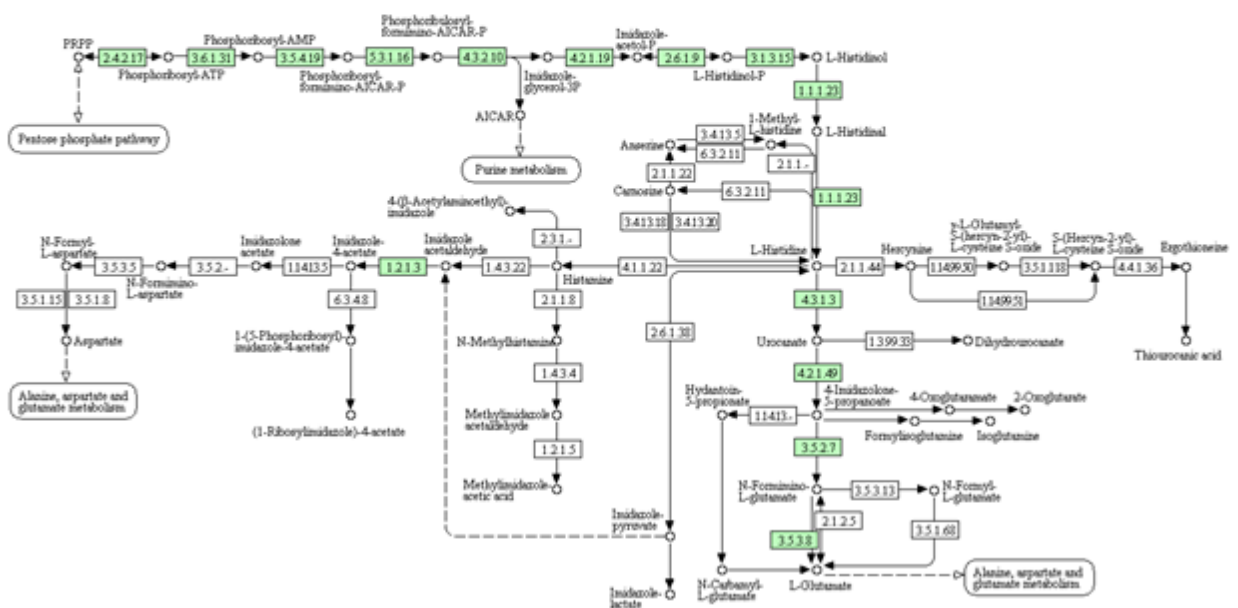 Phosphoribulosyl-
formimino-AICAR-P
PRPP
Phosphoribosyl-AMP
Imidazole-
acetol-P
2.4.2.17
3.6.1.31
3.5.4.19
5.3.1.16
4.3.2.10
4.2.1.19
2.6.1.9
3.1.3.15
L-Histidinol
Phosphoribosyl-ATP
Phosphoribosyl-
formimino-AICAR-P
Imidazole-
glycerol-3P
L-Histidinol-P
1.1.1.23
AICAR
Pentose phosphate pathway
Purine metabolism
1-Methyl-
L-histidine
L-Histidinal
Anserine
3.4.13.5
6.3.2.11
2.1.1.-
2.1.1.22
Carnosine
6.3.2.11
1.1.1.23
4-(β-Acetylaminoethyl)-
imidazole
3.4.13.18
3.4.13.20
2.3.1.-
N-Formyl-
L-aspartate
Imidazolone
acetate
Imidazole-
4-acetate
Imidazole
acetaldehyde
L-Histidine
Hercynine
γ-L-Glutamyl-
S-(hercyn-2-yl)-
L-cysteine S-oxide
S-(Hercyn-2-yl)-
L-cysteine S-oxide
Ergothioneine
3.5.3.5
3.5.2.-
1.14.13.5
1.2.1.3
1.4.3.22
4.1.1.22
2.1.1.44
1.14.99.50
3.5.1.118
4.4.1.36
N-Formimino-
L-aspartate
Histamine
3.5.1.15
3.5.1.8
6.3.4.8
2.1.1.8
4.3.1.3
1.14.99.51
Aspartate
1-(5-Phosphoribosyl)-
imidazole-4-acetate
N-Methylhistamine
2.6.1.38
Urocanate
1.3.99.33
Dihydrourocanate
Thiourocanic acid
Alanine, aspartate and
glutamate metabolism
1.4.3.4
4.2.1.49
Hydantoin-
5-propionate
4-Imidazolone-
5-propanoate
4-Oxoglutaramate
2-Oxoglutarate
(1-Ribosylimidazole)-4-acetate
Methylimidazole
acetaldehyde
1.14.13.-
Formylisoglutamine
Isoglutamine
1.2.1.5
3.5.2.7
Methylimidazole
acetic acid
N-Formimino-
L-glutamate
3.5.3.13
N-Formyl-
L-glutamate
Imidazole-
pyruvate
2.1.2.5
3.5.3.8
3.5.1.68
Imidazole-
lactate
N-Carbamyl-
L-glutamate
L-Glutamate
Alanine, aspartate and
glutamate metabolism